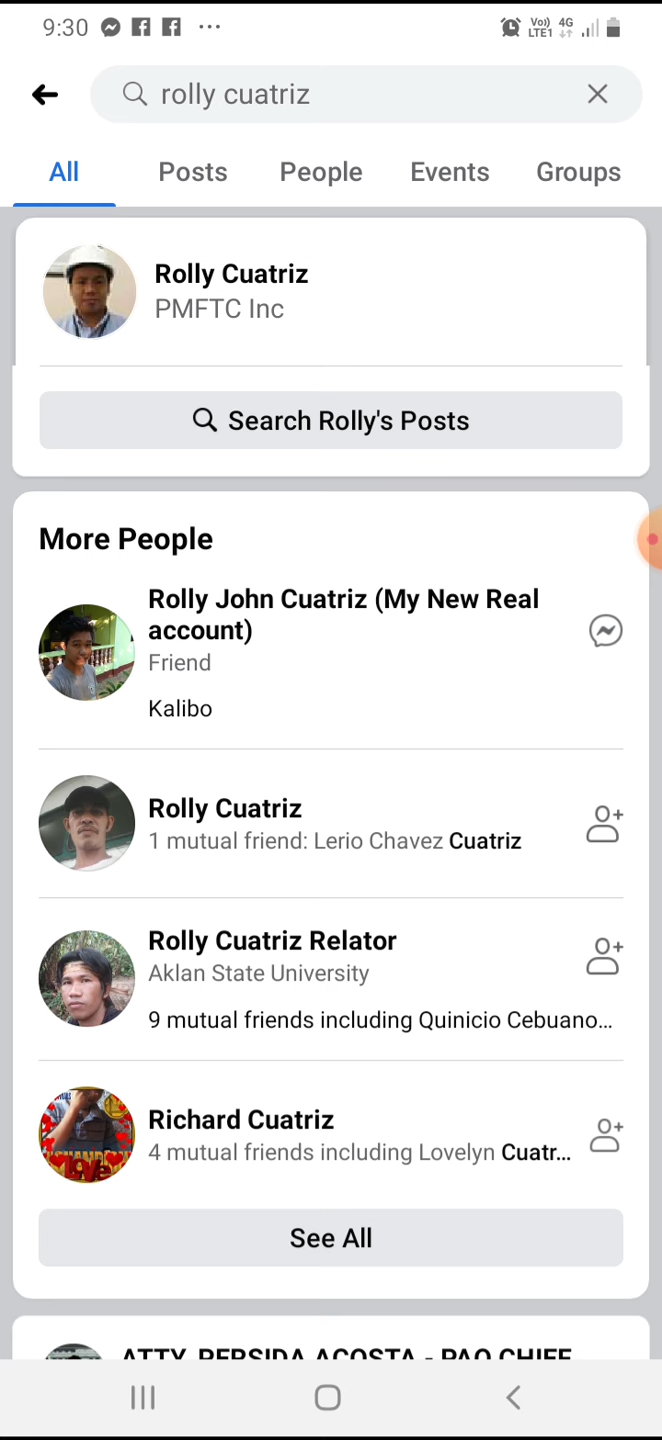 9:30
Vo))
LTE1
4G
rolly cuatriz
All
Posts
People
Events
Groups
Rolly Cuatriz
PMFTC Inc
Search Rolly's Posts
More People
Rolly John Cuatriz (My New Real
account)
Friend
Kalibo
Rolly Cuatriz
1 mutual friend: Lerio Chavez Cuatriz
Rolly Cuatriz Relator
Aklan State University
9 mutual friends including Quinicio Cebuano...
Richard Cuatriz
4 mutual friends including Lovelyn Cuatr...
See All
ATTY. PERSIDA ACOSTA - PAO CHIEF